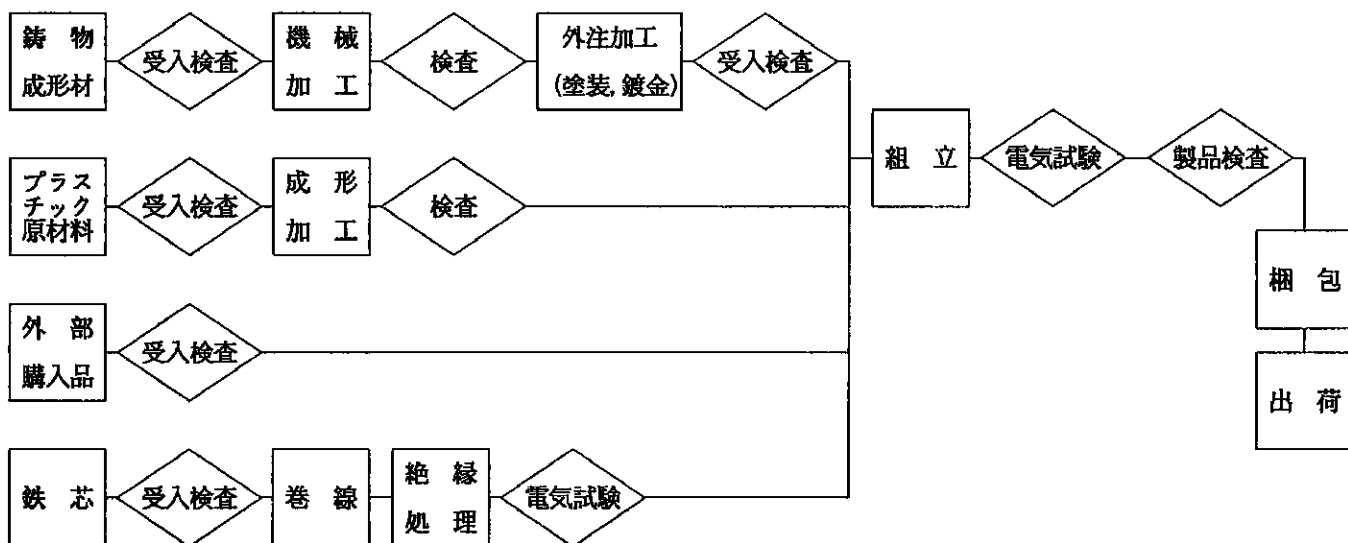 鋳物
成形材
受入検査
機械
加工
検査
外注加工
(塗装,鍍金)
受入検査
組立
電気試験
製品検査
プラス
チック
原材料
受入検査
成形
加工
検査
梱包
外部
購入品
受入検査
出荷
鉄芯
受入検査
巻線
絶縁
処理
電気試験